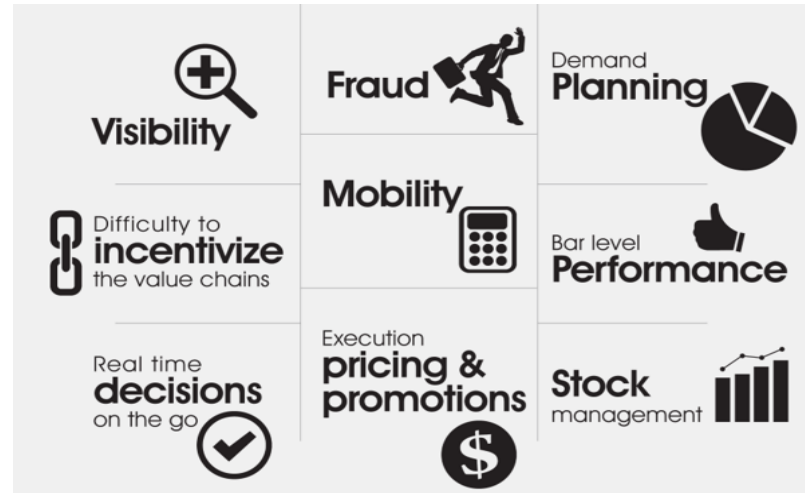 Visibility
Fraud
Demand
Planning
Difficulty to
incentivize
the value chains
Mobility
Bar level
Performance
Real time
decisions
on the go
Execution
pricing &
promotions
$
Stock
management